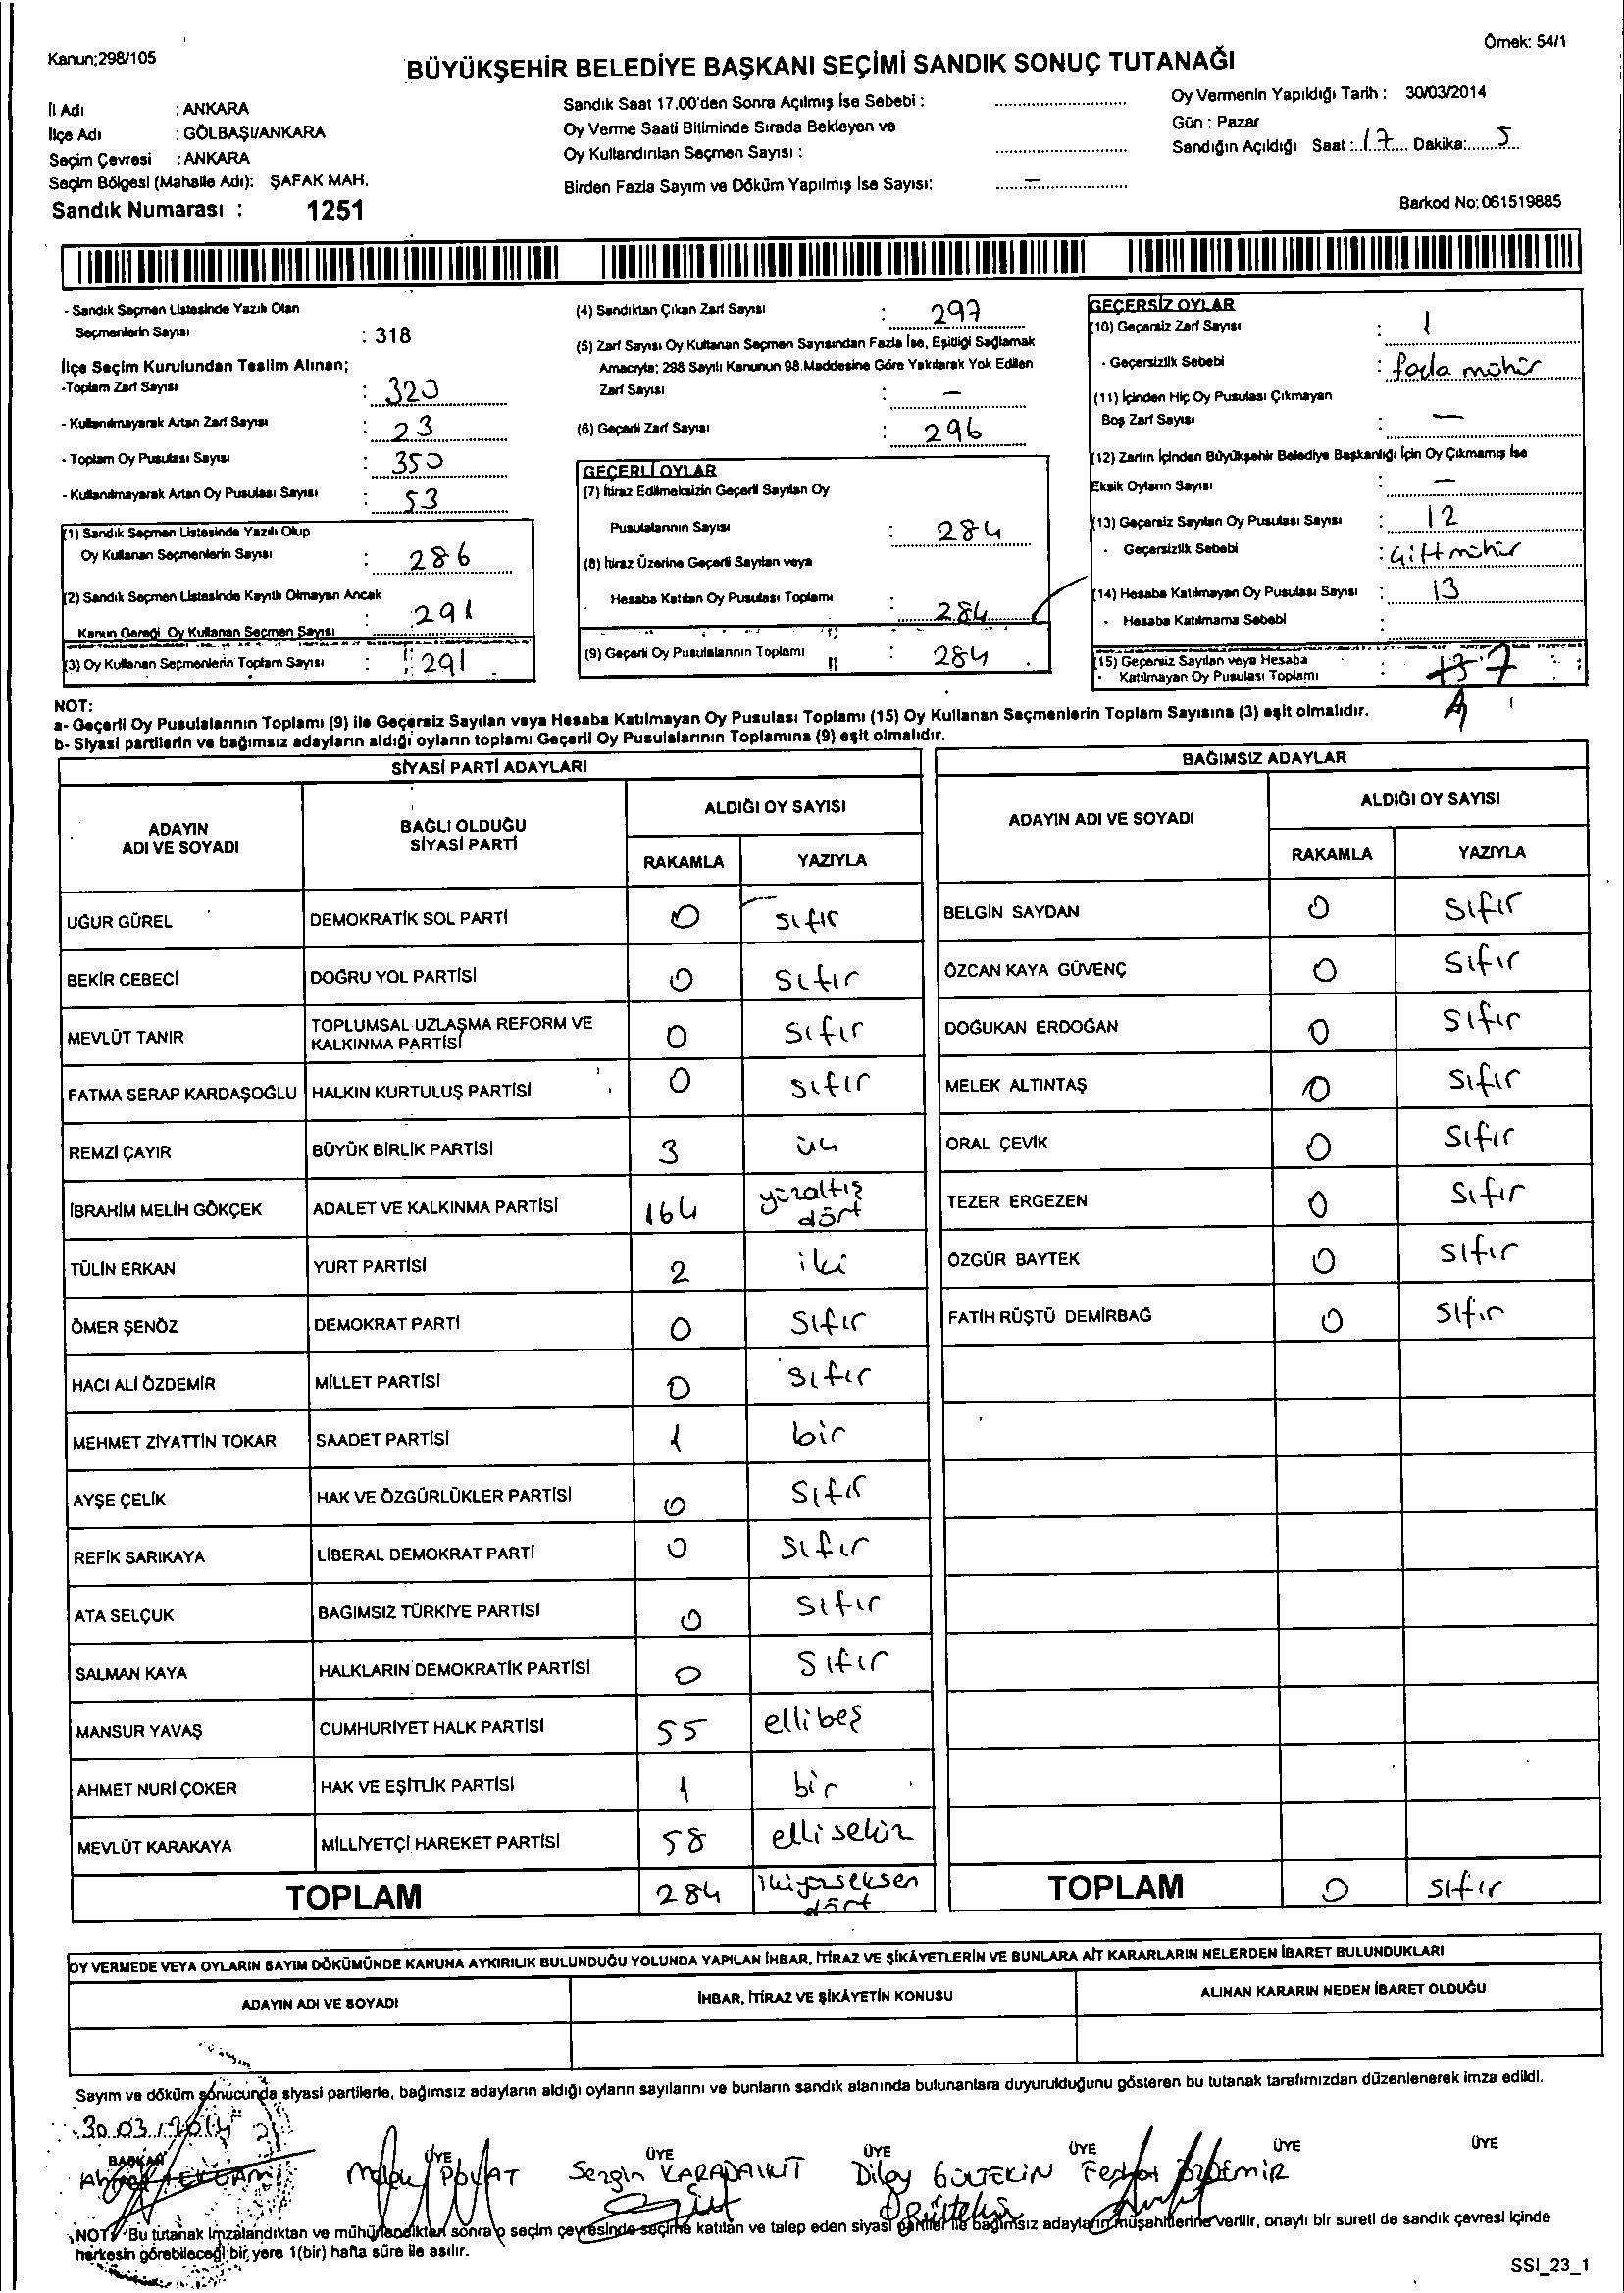 Kanun;298/105
Örnek: 54/1
BÜYÜKŞEHİR BELEDİYE BAŞKANI SEÇİMİ SANDIK SONUÇ TUTANAĞI
İl Adı : ANKARA
İlçe Adı : GÖLBAŞI/ANKARA
Seçim Çevresi : ANKARA
Seçim Bölgesi (Mahalle Adı): ŞAFAK MAH.
Sandık Numarası : 1251
Sandık Saat 17.00'den Sonra Açılmış İse Sebebi :
Oy Verme Saati Bitiminde Sırada Bekleyen ve
Oy Kullandırılan Seçmen Sayısı :
Birden Fazla Sayım ve Döküm Yapılmış İse Sayısı: –
Oy Vermenin Yapıldığı Tarih : 30/03/2014
Gün : Pazar
Sandığın Açıldığı Saat : 17 Dakika: 5
Barkod No: 061519885
- Sandık Seçmen Listesinde Yazılı Olan
Seçmenlerin Sayısı : 318
İlçe Seçim Kurulundan Teslim Alınan;
-Toplam Zarf Sayısı : 320
- Kullanılmayarak Artan Zarf Sayısı : 23
- Toplam Oy Pusulası Sayısı : 350
- Kullanılmayarak Artan Oy Pusulası Sayısı : 53
(1) Sandık Seçmen Listesinde Yazılı Olup
Oy Kullanan Seçmenlerin Sayısı : 286
(2) Sandık Seçmen Listesinde Kayıtlı Olmayan Ancak
Kanun Gereği Oy Kullanan Seçmen Sayısı : 291
(3) Oy Kullanan Seçmenlerin Toplam Sayısı : 291
(4) Sandıktan Çıkan Zarf Sayısı : 297
(5) Zarf Sayısı Oy Kullanan Seçmen Sayısından Fazla İse, Eşitliği Sağlamak
Amacıyla; 298 Sayılı Kanunun 98.Maddesine Göre Yakılarak Yok Edilen
Zarf Sayısı : –
(6) Geçerli Zarf Sayısı : 296
GEÇERLİ OYLAR
(7) İtiraz Edilmeksizin Geçerli Sayılan Oy
Pusulalarının Sayısı : 284
(8) İtiraz Üzerine Geçerli Sayılan veya
Hesaba Katılan Oy Pusulası Toplamı : 284
(9) Geçerli Oy Pusulalarının Toplamı : 284
GEÇERSİZ OYLAR
(10) Geçersiz Zarf Sayısı : 1
- Geçersizlik Sebebi : fazla mühür
(11) İçinden Hiç Oy Pusulası Çıkmayan
Boş Zarf Sayısı : –
(12) Zarfın İçinden Büyükşehir Belediye Başkanlığı İçin Oy Çıkmamış İse
Eksik Oyların Sayısı : –
(13) Geçersiz Sayılan Oy Pusulası Sayısı : 12
- Geçersizlik Sebebi : Çift mühür
(14) Hesaba Katılmayan Oy Pusulası Sayısı : 13
- Hesaba Katılmama Sebebi :
(15) Geçersiz Sayılan veya Hesaba
Katılmayan Oy Pusulası Toplamı : 7
NOT:
a- Geçerli Oy Pusulalarının Toplamı (9) ile Geçersiz Sayılan veya Hesaba Katılmayan Oy Pusulası Toplamı (15) Oy Kullanan Seçmenlerin Toplam Sayısına (3) eşit olmalıdır.
b- Siyasi partilerin ve bağımsız adayların aldığı oyların toplamı Geçerli Oy Pusulalarının Toplamına (9) eşit olmalıdır.
SİYASİ PARTİ ADAYLARI
ADAYIN ADI VE SOYADI BAĞLI OLDUĞU SİYASİ PARTİ ALDIĞI OY SAYISI
RAKAMLA YAZIYLA
UĞUR GÜREL DEMOKRATİK SOL PARTİ 0 sıfır
BEKİR CEBECİ DOĞRU YOL PARTİSİ 0 sıfır
MEVLÜT TANIR TOPLUMSAL UZLAŞMA REFORM VE KALKINMA PARTİSİ 0 sıfır
FATMA SERAP KARDAŞOĞLU HALKIN KURTULUŞ PARTİSİ 0 sıfır
REMZİ ÇAYIR BÜYÜK BİRLİK PARTİSİ 3 üç
İBRAHİM MELİH GÖKÇEK ADALET VE KALKINMA PARTİSİ 164 yüzaltış dört
TÜLİN ERKAN YURT PARTİSİ 2 iki
ÖMER ŞENÖZ DEMOKRAT PARTİ 0 sıfır
HACI ALİ ÖZDEMİR MİLLET PARTİSİ 0 sıfır
MEHMET ZİYATTİN TOKAR SAADET PARTİSİ 1 bir
AYŞE ÇELİK HAK VE ÖZGÜRLÜKLER PARTİSİ 0 sıfır
REFİK SARIKAYA LİBERAL DEMOKRAT PARTİ 0 sıfır
ATA SELÇUK BAĞIMSIZ TÜRKİYE PARTİSİ 0 sıfır
SALMAN KAYA HALKLARIN DEMOKRATİK PARTİSİ 0 sıfır
MANSUR YAVAŞ CUMHURİYET HALK PARTİSİ 55 ellibeş
AHMET NURİ ÇOKER HAK VE EŞİTLİK PARTİSİ 1 bir
MEVLÜT KARAKAYA MİLLİYETÇİ HAREKET PARTİSİ 58 ellisekiz
TOPLAM 284 ikiyüzseksen dört
BAĞIMSIZ ADAYLAR
ADAYIN ADI VE SOYADI ALDIĞI OY SAYISI
RAKAMLA YAZIYLA
BELGİN SAYDAN 0 sıfır
ÖZCAN KAYA GÜVENÇ 0 sıfır
DOĞUKAN ERDOĞAN 0 sıfır
MELEK ALTINTAŞ 0 sıfır
ORAL ÇEVİK 0 sıfır
TEZER ERGEZEN 0 sıfır
ÖZGÜR BAYTEK 0 sıfır
FATİH RÜŞTÜ DEMİRBAĞ 0 sıfır
TOPLAM 0 sıfır
OY VERMEDE VEYA OYLARIN SAYIM DÖKÜMÜNDE KANUNA AYKIRILIK BULUNDUĞU YOLUNDA YAPILAN İHBAR, İTİRAZ VE ŞİKÂYETLERİN VE BUNLARA AİT KARARLARIN NELERDEN İBARET BULUNDUKLARI
ADAYIN ADI VE SOYADI İHBAR, İTİRAZ VE ŞİKÂYETİN KONUSU ALINAN KARARIN NEDEN İBARET OLDUĞU
Sayım ve döküm sonucunda siyasi partilerle, bağımsız adayların aldığı oyların sayılarını ve bunların sandık alanında bulunanlara duyurulduğunu gösteren bu tutanak tarafımızdan düzenlenerek imza edildi.
30.03.2014
BAŞKAN ÜYE ÜYE ÜYE ÜYE ÜYE ÜYE
POLAT Sezgin KARADAYIT Dilay GÜLTEKİN ÖZDEMİR
NOT: Bu tutanak imzalandıktan ve mühürlendikten sonra o seçim çevresinde seçime katılan ve talep eden siyasi partiler ile bağımsız adayların müşahitlerine verilir, onaylı bir sureti de sandık çevresi içinde
herkesin görebileceği bir yere 1(bir) hafta süre ile asılır.
SSI_23_1